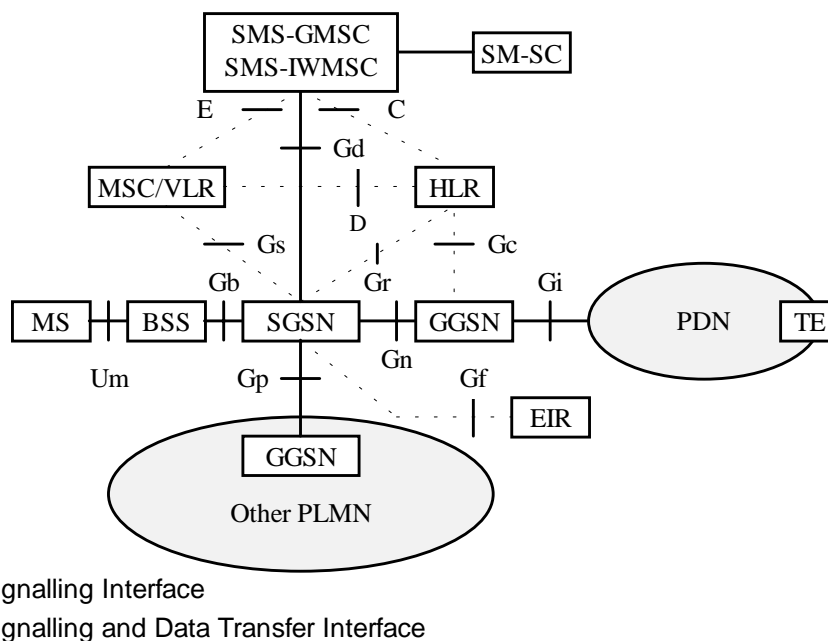 SMS-GMSC
SMS-IWMSC
SM-SC
E
C
Gd
MSC/VLR
HLR
D
Gs
Gc
Gb
Gr
Gi
MS
BSS
SGSN
GGSN
PDN
TE
Um
Gp
Gn
Gf
EIR
GGSN
Other PLMN
gnalling Interface
gnalling and Data Transfer Interface